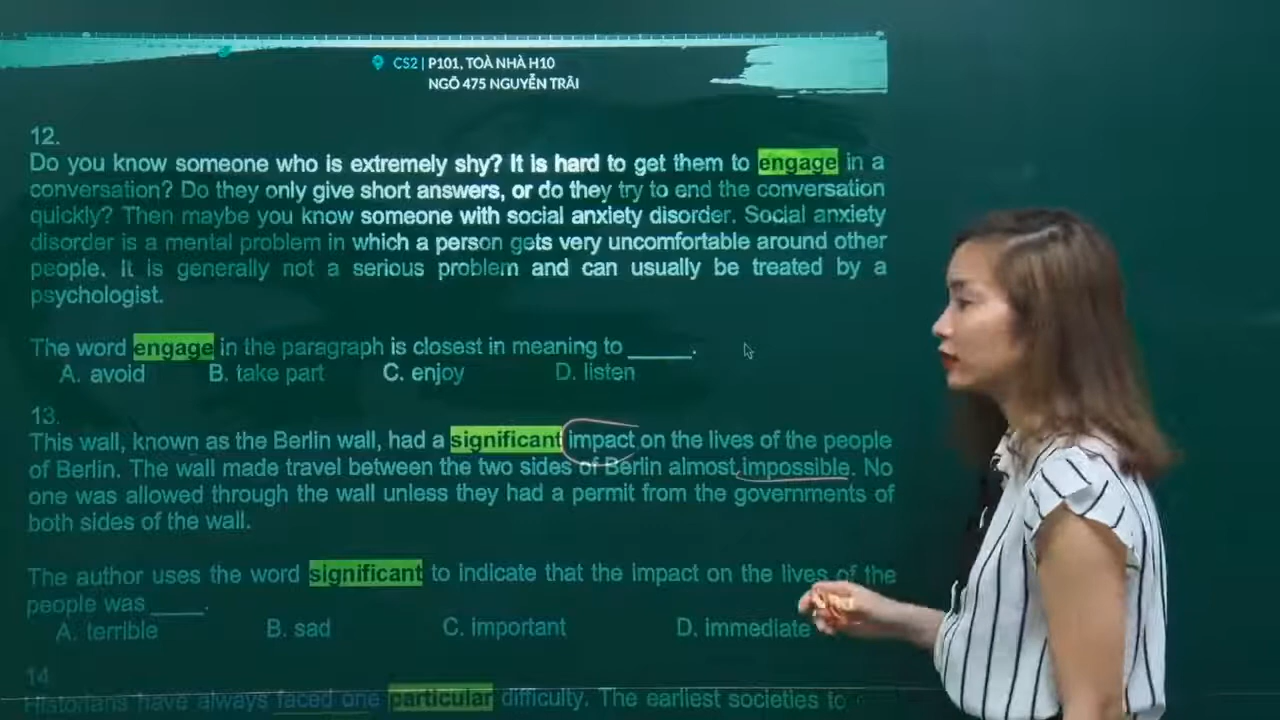 CS2 | P101, TOÀ NHÀ H10
NGÕ 475 NGUYỄN TRÃI
12.
Do you know someone who is extremely shy? It is hard to get them to engage in a
conversation? Do they only give short answers, or do they try to end the conversation
quickly? Then maybe you know someone with social anxiety disorder. Social anxiety
disorder is a mental problem in which a person gets very uncomfortable around other
people. It is generally not a serious problem and can usually be treated by a
psychologist.
The word engage in the paragraph is closest in meaning to _____.
A. avoid B. take part C. enjoy D. listen
13.
This wall, known as the Berlin wall, had a significant impact on the lives of the people
of Berlin. The wall made travel between the two sides of Berlin almost impossible. No
one was allowed through the wall unless they had a permit from the governments of
both sides of the wall.
The author uses the word significant to indicate that the impact on the lives of the
people was ____.
A. terrible B. sad C. important D. immediate
14
Historians have always faced one particular difficulty. The earliest societies to